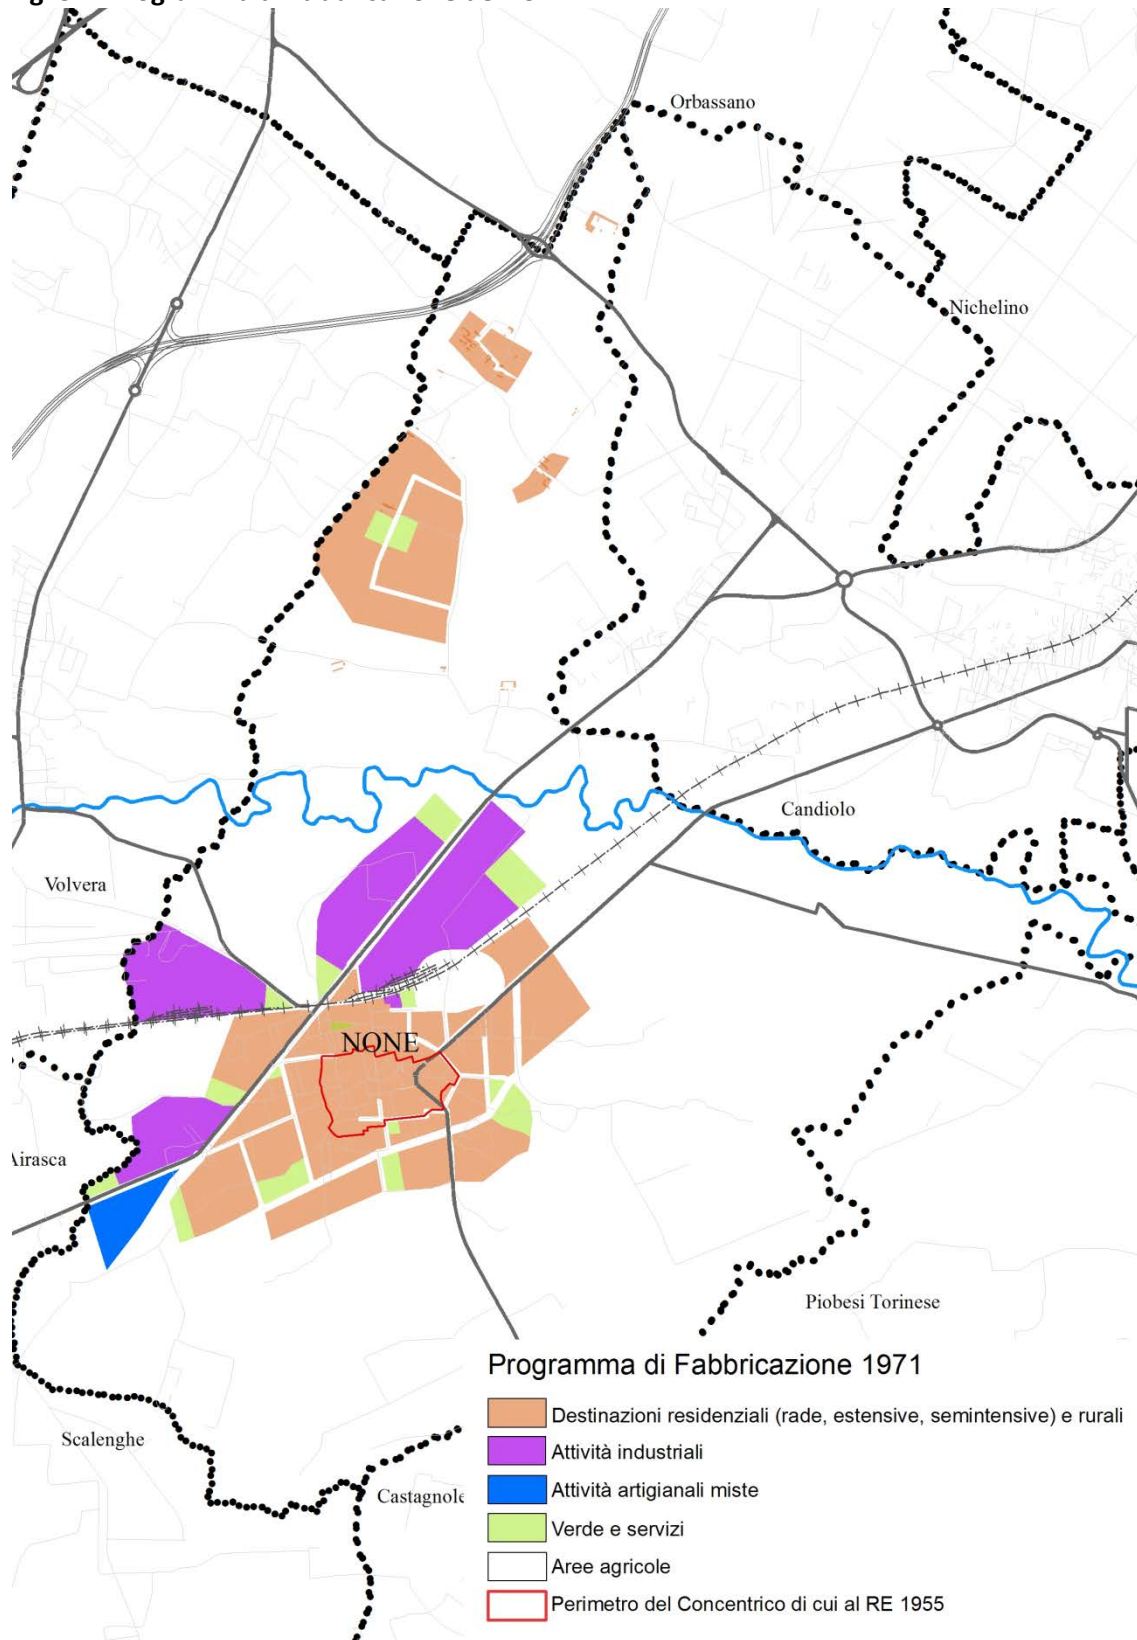 Orbassano
Nichelino
Candiolo
Volvera
NONE
Airasca
Piobesi Torinese
Programma di Fabbricazione 1971
Destinazioni residenziali (rade, estensive, semintensive) e rurali
Attività industriali
Scalenghe
Attività artigianali miste
Castagnole
Verde e servizi
Aree agricole
Perimetro del Concentrico di cui al RE 1955